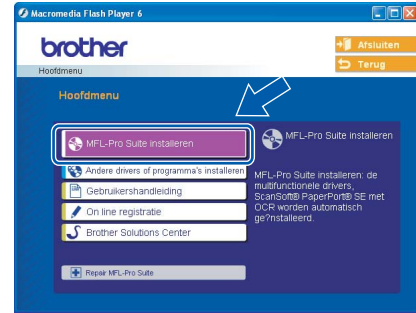 Macromedia Flash Player 6
brother
Afsluiten
Terug
Hoofdmenu
Hoofdmenu
MFL-Pro Suite installeren
Andere drivers of programma's installeren
Gebruikershandleiding
On line registratie
Brother Solutions Center
Repair MFL-Pro Suite
MFL-Pro Suite installeren
MFL-Pro Suite installeren: de
multifunctionele drivers,
ScanSoft® PaperPort® SE met
OCR worden automatisch
ge?nstalleerd.